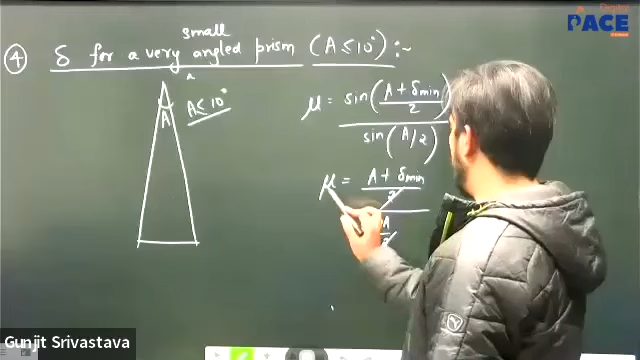 Digital
PACE
small
④ δ for a very angled prism (A ≤ 10°) :~
A
A ≤ 10°
μ = sin((A + δmin)/2) / sin(A/2)
μ = (A + δmin)/2 / A/2
Gunjit Srivastava